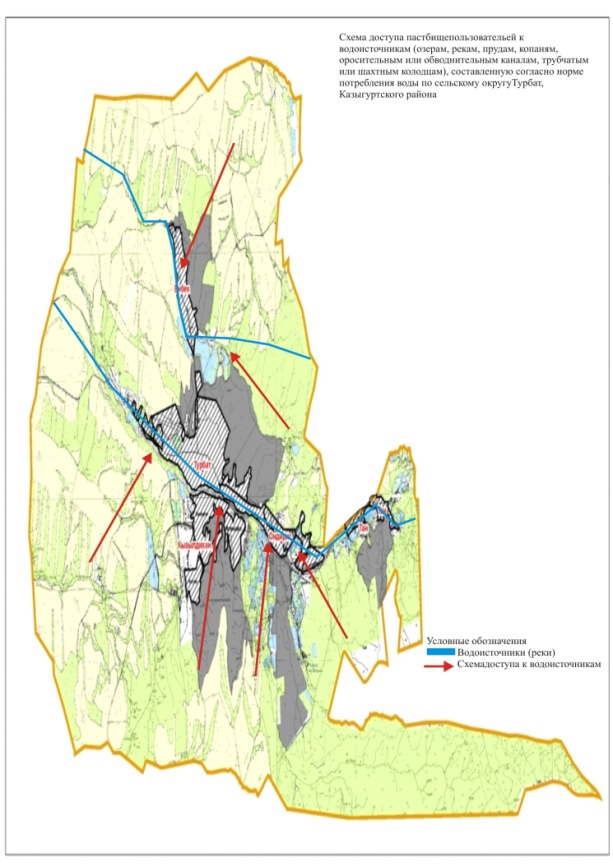 Схема доступа пастбищепользователей к
водоисточникам (озерам, рекам, прудам, копаням,
оросительным или обводнительным каналам, трубчатым
или шахтным колодцам), составленную согласно норме
потребления воды по сельскому округуТурбат,
Казыгуртского района
Турбат
Кызылдихан
Условные обозначения
Водоисточники (реки)
Схемадоступа к водоисточникам